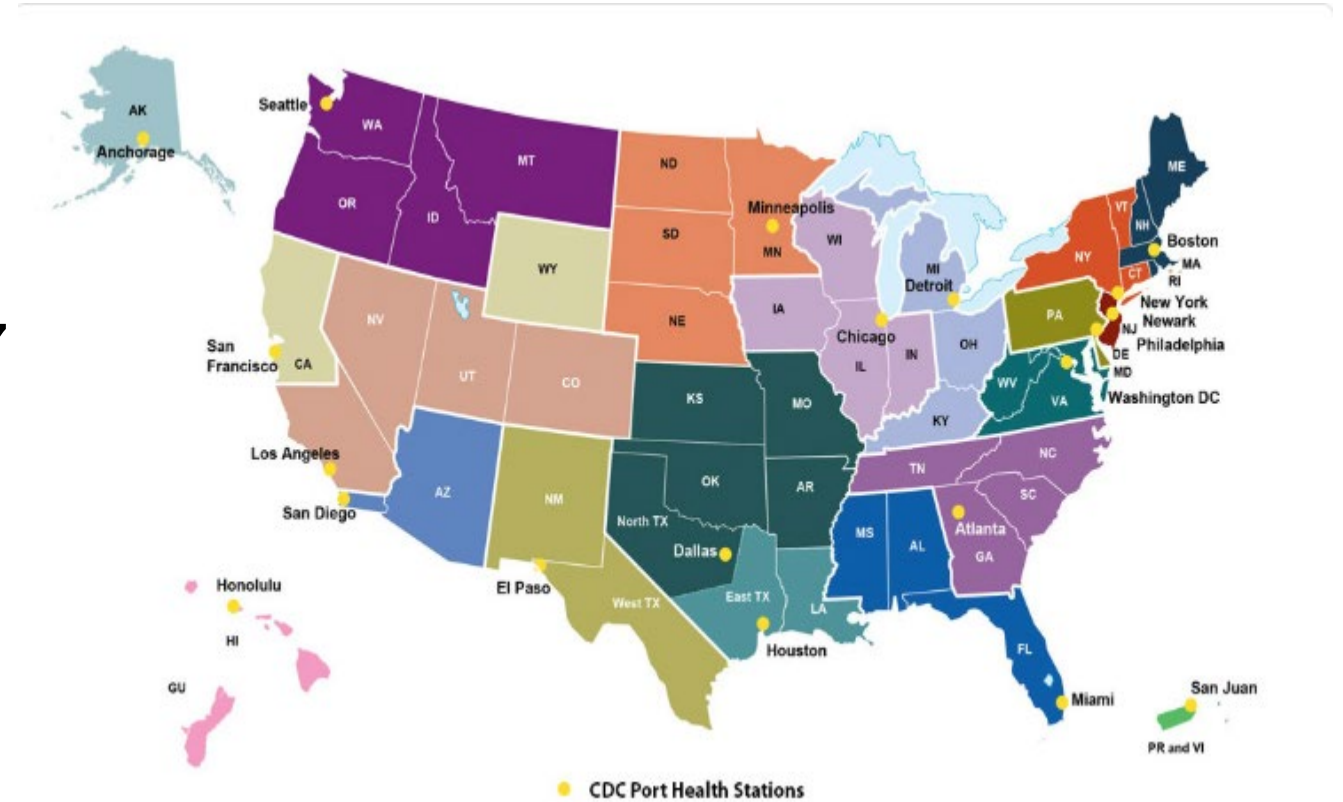 AK
Anchorage
Seattle
WA
MT
OR
ID
ND
SD
NE
Minneapolis
MN
WY
NV
UT
CO
San
Francisco
CA
Los Angeles
San Diego
AZ
NM
El Paso
KS
MO
OK
AR
North TX
Dallas
West TX
East TX
Houston
LA
IA
WI
Chicago
IL
IN
MI
Detroit
OH
KY
TN
NC
SC
Atlanta
GA
MS
AL
FL
Miami
ME
VT
NH
Boston
MA
RI
NY
CT
New York
Newark
NJ
Philadelphia
PA
DE
MD
WV
VA
Washington DC
Honolulu
HI
GU
San Juan
PR and VI
CDC Port Health Stations